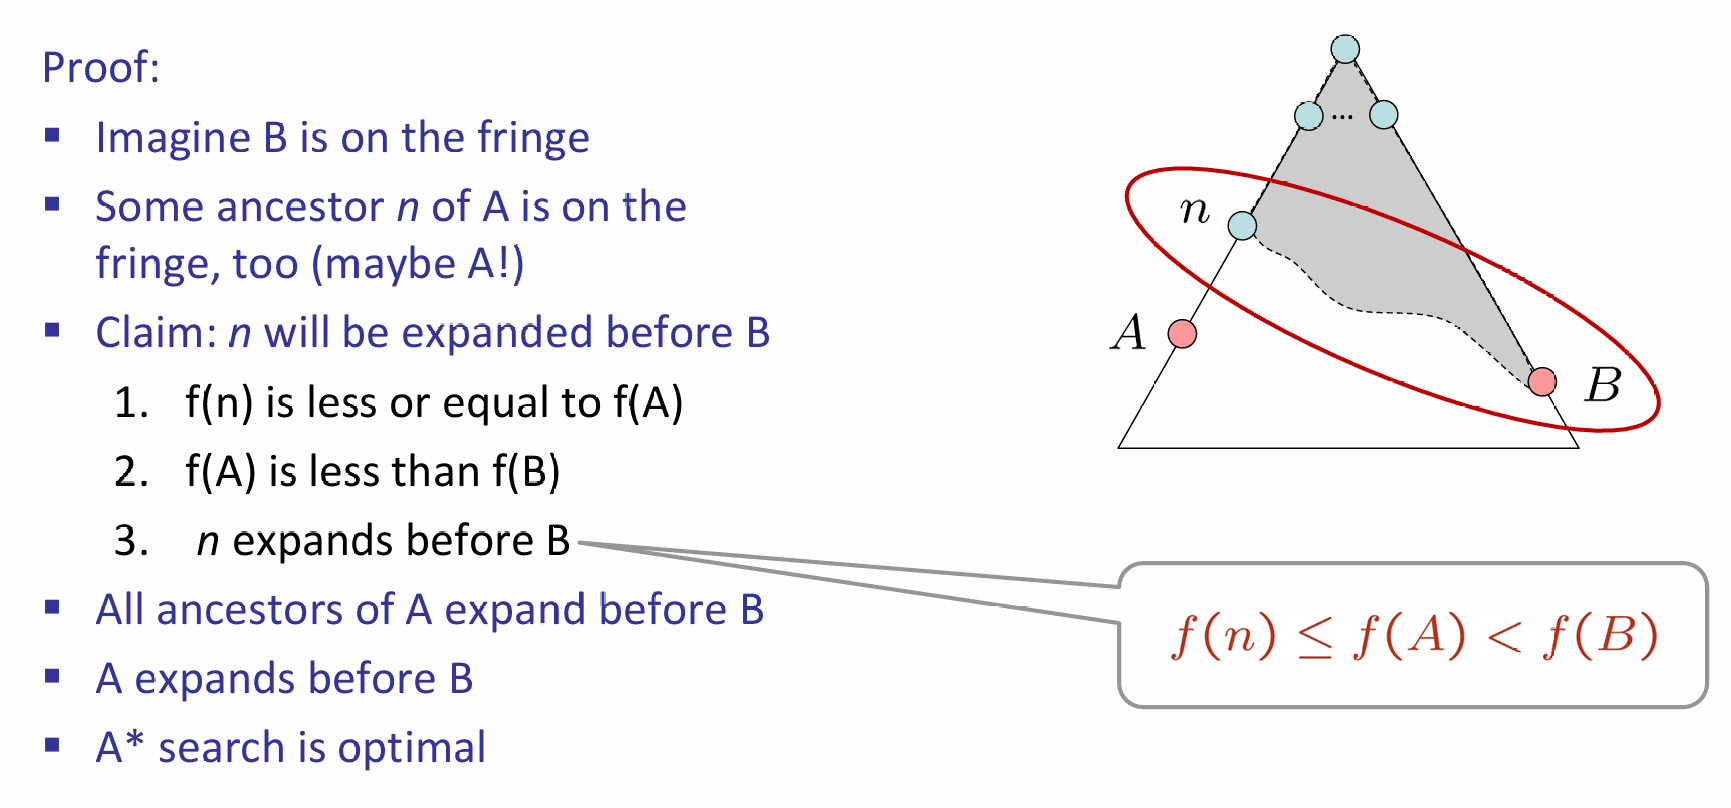 Proof:
▪ Imagine B is on the fringe
▪ Some ancestor n of A is on the
fringe, too (maybe A!)
▪ Claim: n will be expanded before B
1. f(n) is less or equal to f(A)
2. f(A) is less than f(B)
3. n expands before B
▪ All ancestors of A expand before B
▪ A expands before B
▪ A* search is optimal
...
n
A
B
f(n) ≤ f(A) < f(B)